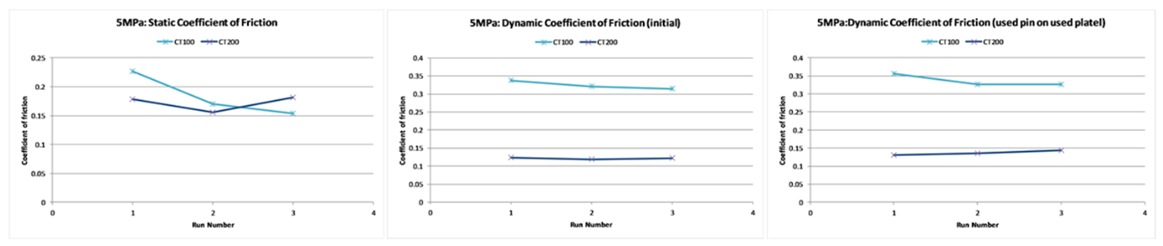 5MPa: Static Coefficient of Friction
CT100 CT200
0.25
0.2
0.15
0.1
0.05
0
Coefficient of friction
0 1 2 3 4
Run Number
5MPa: Dynamic Coefficient of Friction (initial)
CT100 CT200
0.4
0.35
0.3
0.25
0.2
0.15
0.1
0.05
0
Coefficient of friction
0 1 2 3 4
Run Number
5MPa:Dynamic Coefficient of Friction (used pin on used platel)
CT100 CT200
0.4
0.35
0.3
0.25
0.2
0.15
0.1
0.05
0
Coefficient of friction
0 1 2 3 4
Run Number